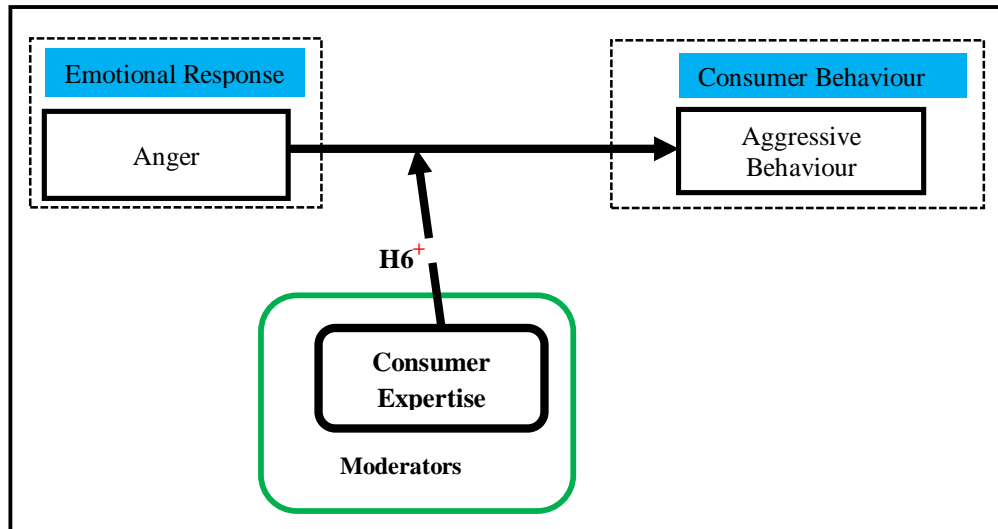 Emotional Response
Consumer Behaviour
Anger
Aggressive
Behaviour
H6+
Consumer
Expertise
Moderators